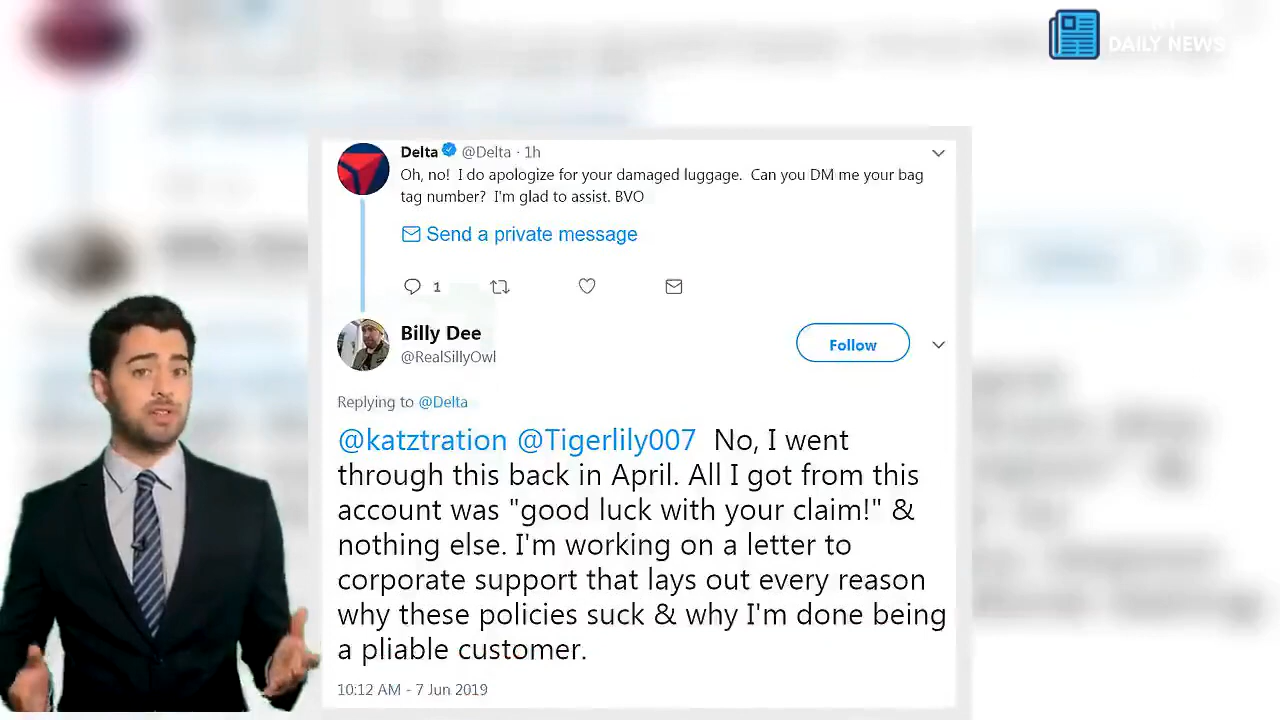 DAILY NEWS
Delta @Delta · 1h
Oh, no! I do apologize for your damaged luggage. Can you DM me your bag
tag number? I'm glad to assist. BVO
Send a private message
1
Billy Dee
@RealSillyOwl
Follow
Replying to @Delta
@katztration @Tigerlily007 No, I went
through this back in April. All I got from this
account was "good luck with your claim!" &
nothing else. I'm working on a letter to
corporate support that lays out every reason
why these policies suck & why I'm done being
a pliable customer.
10:12 AM - 7 Jun 2019